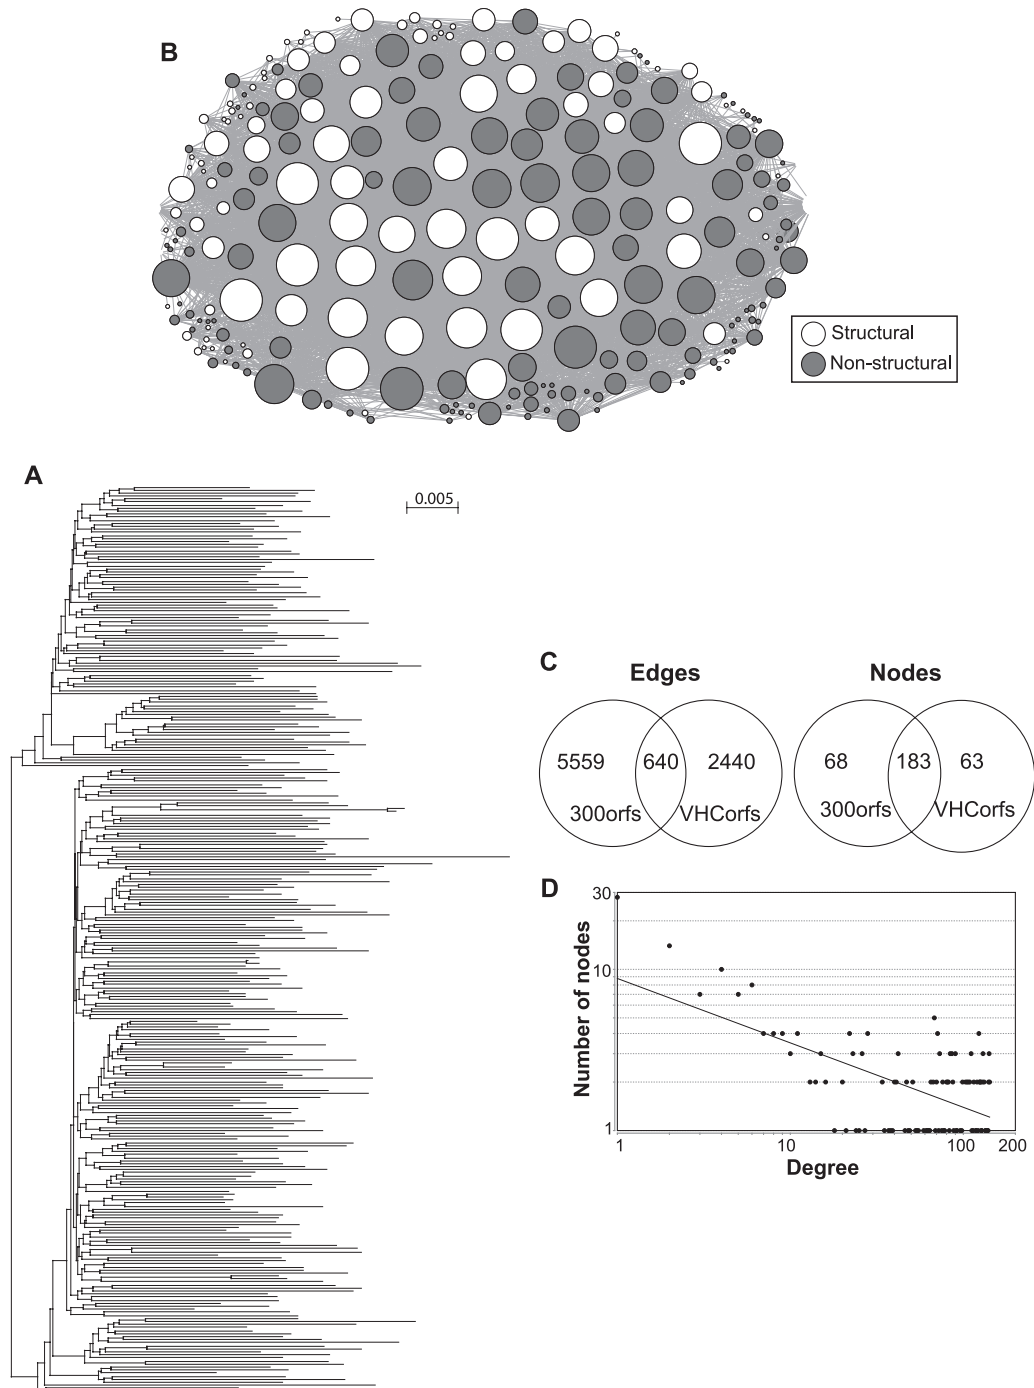 B
Structural
Non-structural
A
0.005
C
Edges
Nodes
5559
640
2440
68
183
63
300orfs
VHCorfs
300orfs
VHCorfs
D
30
10
1
Number of nodes
1
10
100
200
Degree